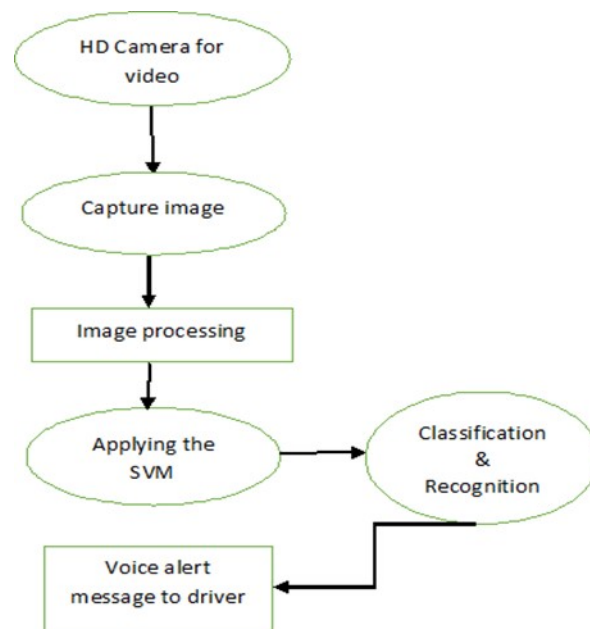 HD Camera for
video
Capture image
Image processing
Applying the
SVM
Classification
&
Recognition
Voice alert
message to driver